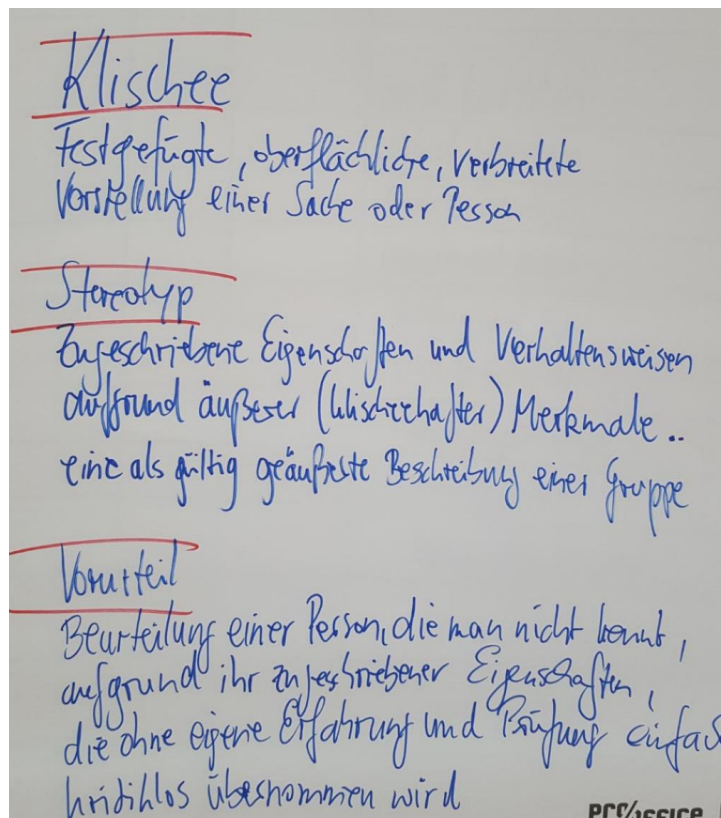 Klischee
Festgefügte, oberflächliche, verbreitete
Vorstellung einer Sache oder Person
Stereotyp
Zugeschriebene Eigenschaften und Verhaltensweisen
aufgrund äußerer (klischeehafter) Merkmale..
eine als gültig geäußerte Beschreibung einer Gruppe
Vorurteil
Beurteilung einer Person, die man nicht kennt,
aufgrund ihr zugeschriebener Eigenschaften,
die ohne eigene Erfahrung und Prüfung einfac
kritiklos übernommen wird